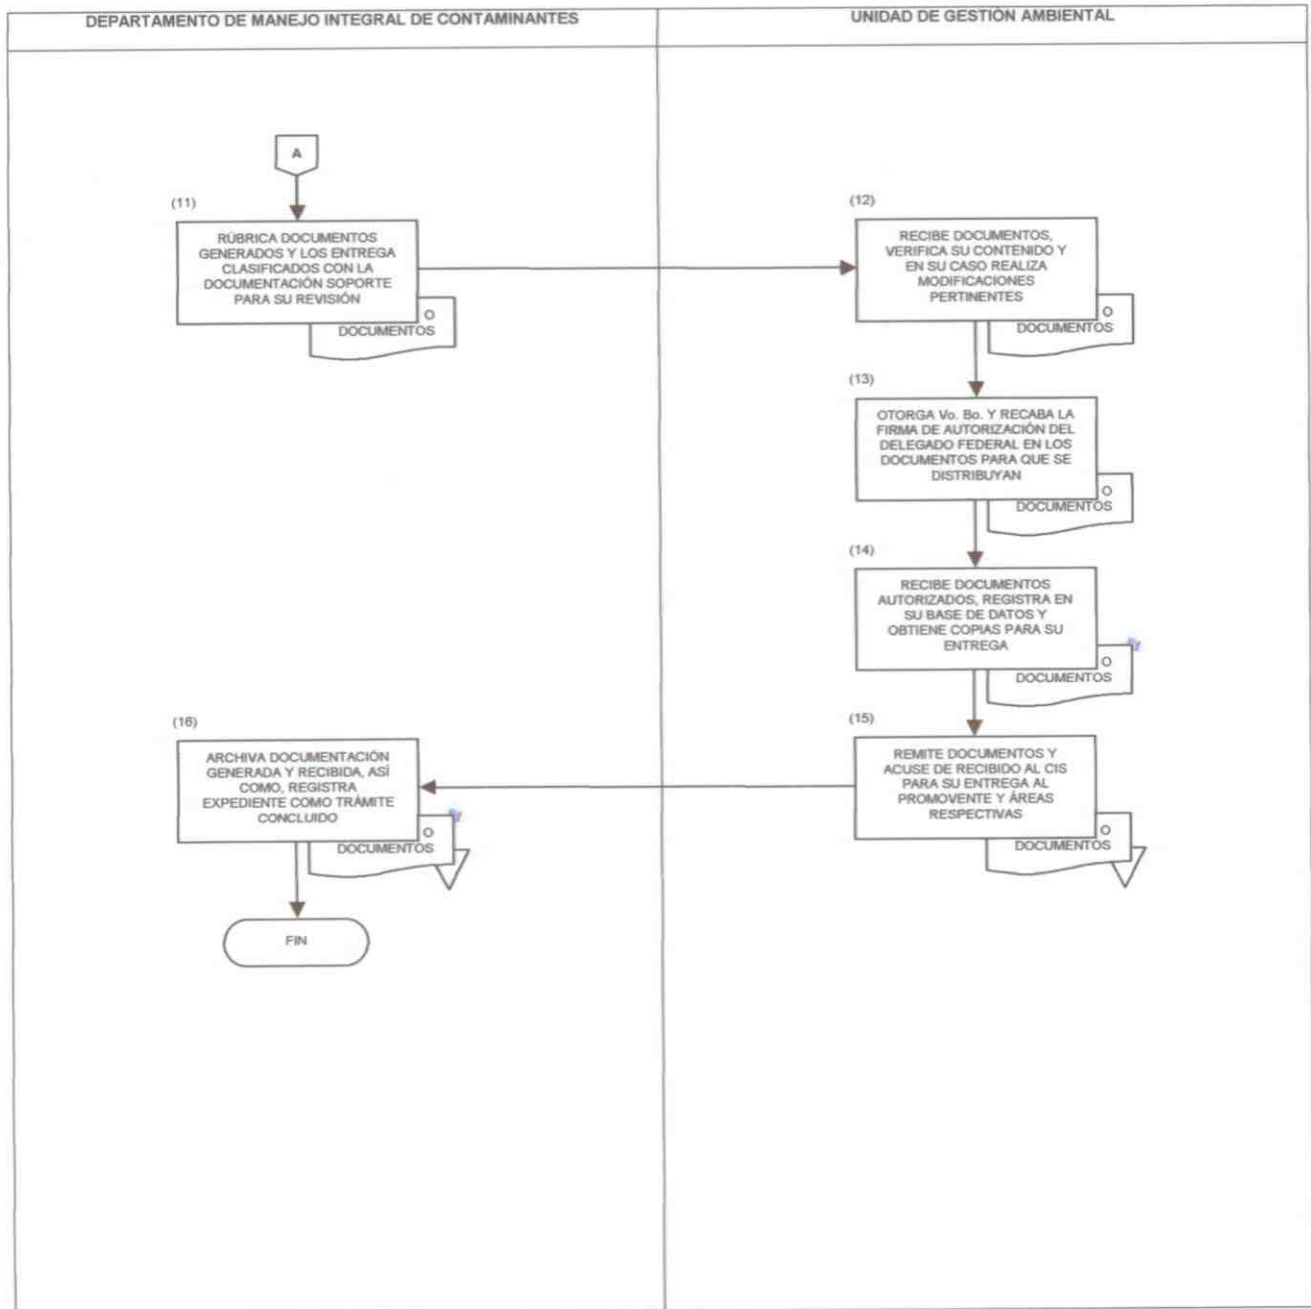 DEPARTAMENTO DE MANEJO INTEGRAL DE CONTAMINANTES
UNIDAD DE GESTIÓN AMBIENTAL
A
(11)
RÚBRICA DOCUMENTOS
GENERADOS Y LOS ENTREGA
CLASIFICADOS CON LA
DOCUMENTACIÓN SOPORTE
PARA SU REVISIÓN
O
DOCUMENTOS
(12)
RECIBE DOCUMENTOS,
VERIFICA SU CONTENIDO Y
EN SU CASO REALIZA
MODIFICACIONES
PERTINENTES
O
DOCUMENTOS
(13)
OTORGA Vo. Bo. Y RECABA LA
FIRMA DE AUTORIZACIÓN DEL
DELEGADO FEDERAL EN LOS
DOCUMENTOS PARA QUE SE
DISTRIBUYAN
O
DOCUMENTOS
(14)
RECIBE DOCUMENTOS
AUTORIZADOS, REGISTRA EN
SU BASE DE DATOS Y
OBTIENE COPIAS PARA SU
ENTREGA
O
DOCUMENTOS
(15)
REMITE DOCUMENTOS Y
ACUSE DE RECIBIDO AL CIS
PARA SU ENTREGA AL
PROMOVENTE Y ÁREAS
RESPECTIVAS
O
DOCUMENTOS
(16)
ARCHIVA DOCUMENTACIÓN
GENERADA Y RECIBIDA, ASÍ
COMO, REGISTRA
EXPEDIENTE COMO TRÁMITE
CONCLUIDO
O
DOCUMENTOS
FIN